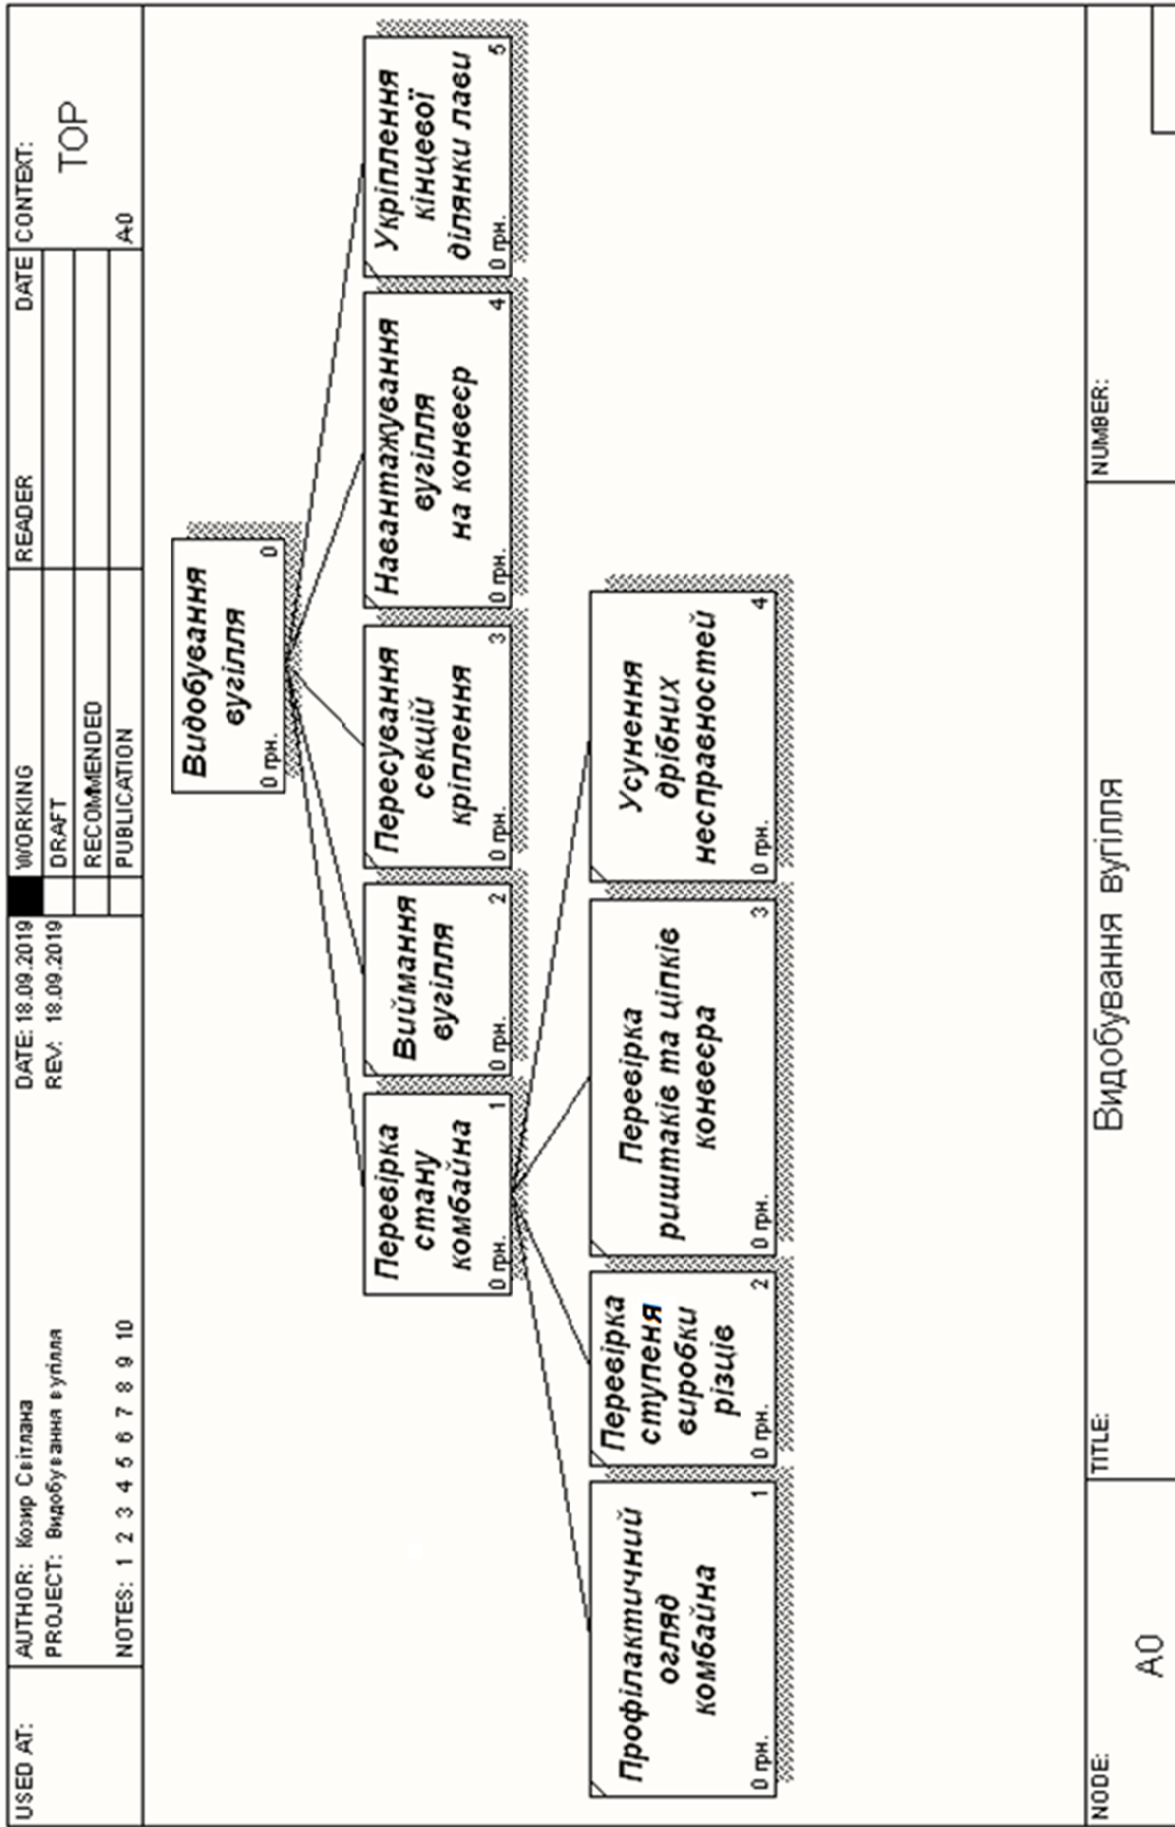 USED AT:
AUTHOR: Козир Світлана
PROJECT: Видобування вугілля
NOTES: 1 2 3 4 5 6 7 8 9 10
DATE: 18.09.2019
REV: 18.09.2019
WORKING
DRAFT
RECOMMENDED
PUBLICATION
READER
DATE
CONTEXT:
TOP
A-0
Видобування
вугілля
0 грн.
0
Перевірка
стану
комбайна
0 грн.
1
Виймання
вугілля
0 грн.
2
Пересування
секцій
кріплення
0 грн.
3
Навантажування
вугілля
на конвеєр
0 грн.
4
Укріплення
кінцевої
ділянки лави
0 грн.
5
Профілактичний
огляд
комбайна
0 грн.
1
Перевірка
ступеня
виробки
різців
0 грн.
2
Перевірка
риштаків та ціпків
конвеєра
0 грн.
3
Усунення
дрібних
несправностей
0 грн.
4
NODE:
A0
TITLE:
Видобування вугілля
NUMBER: